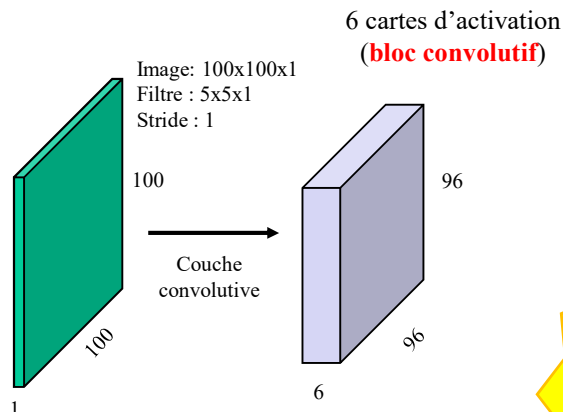 6 cartes d’activation
(bloc convolutif)
Image: 100x100x1
Filtre : 5x5x1
Stride : 1
100
96
Couche
convolutive
100
96
1
6